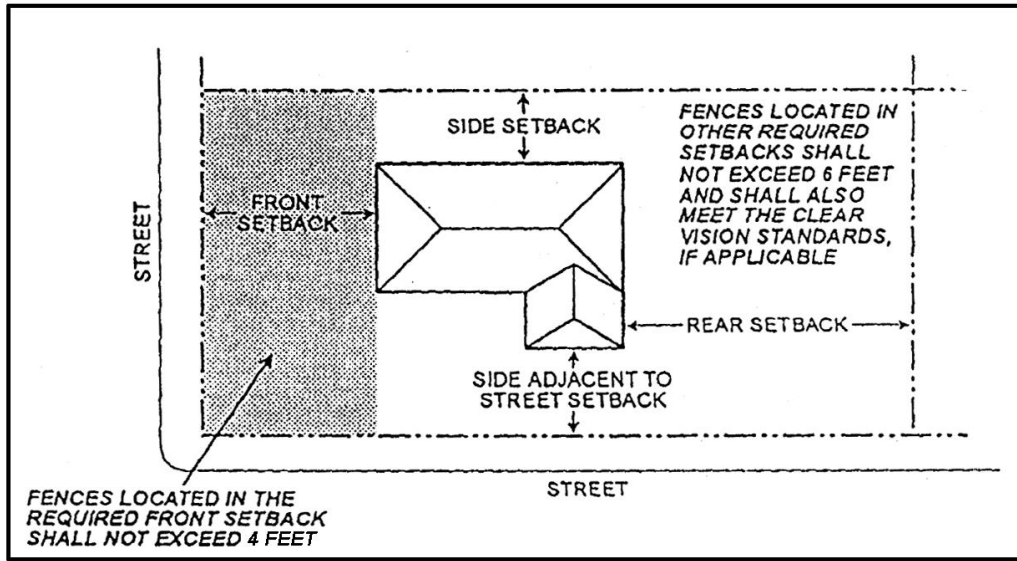 SIDE SETBACK
FENCES LOCATED IN
OTHER REQUIRED
SETBACKS SHALL
NOT EXCEED 6 FEET
AND SHALL ALSO
MEET THE CLEAR
VISION STANDARDS,
IF APPLICABLE
FRONT
SETBACK
STREET
REAR SETBACK
SIDE ADJACENT TO
STREET SETBACK
STREET
FENCES LOCATED IN THE
REQUIRED FRONT SETBACK
SHALL NOT EXCEED 4 FEET